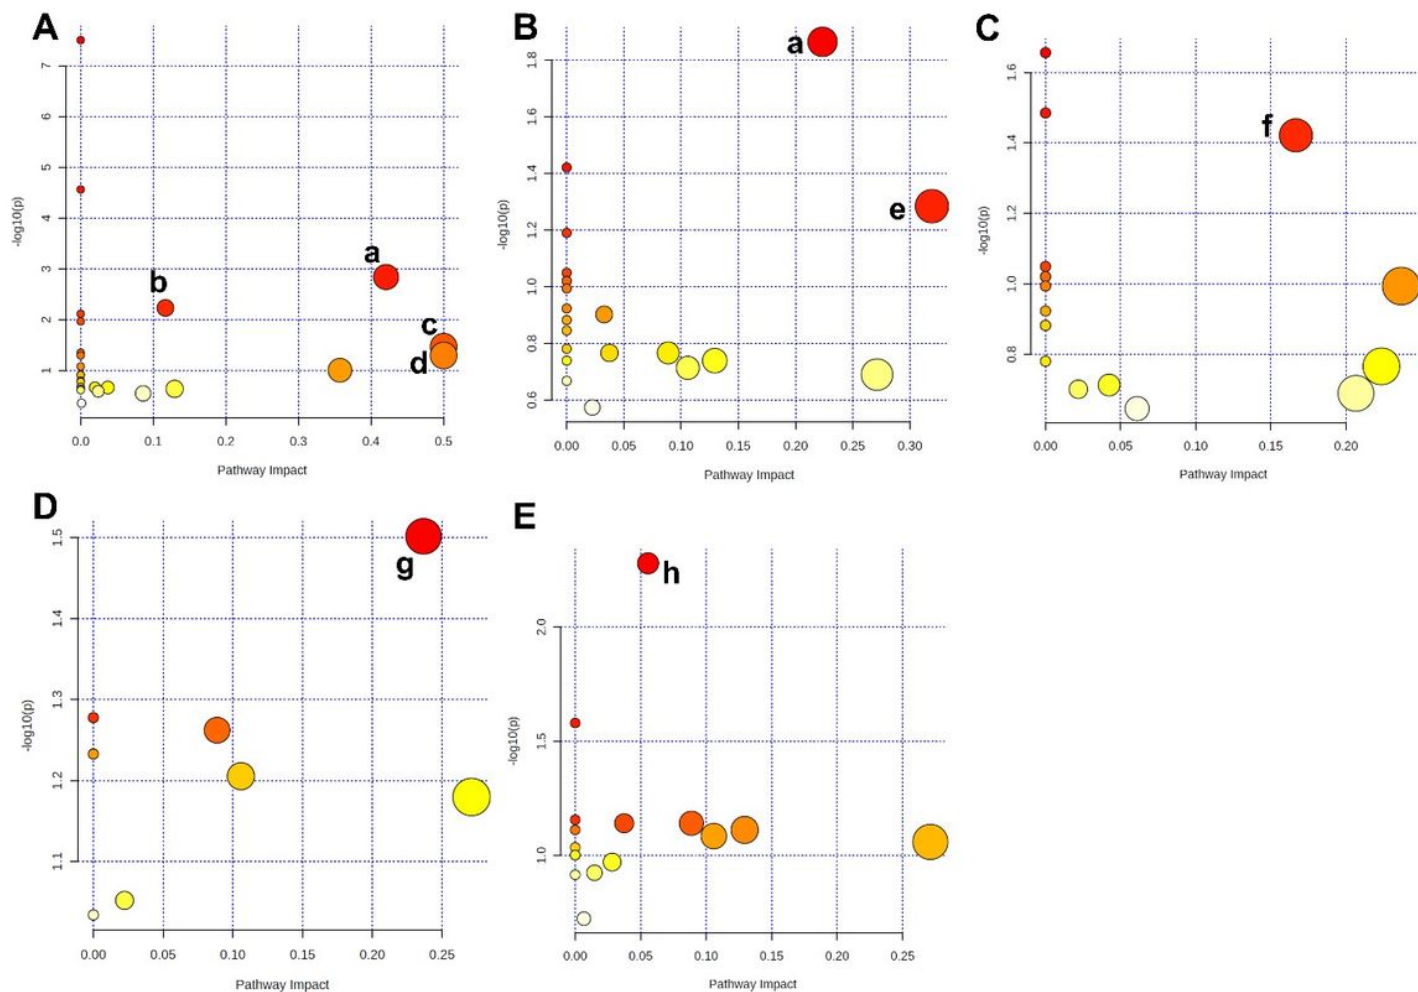 A
7
6
5
4
3
2
1
-log10(p)
a
b
c
d
0.0 0.1 0.2 0.3 0.4 0.5
Pathway Impact
B
1.8
1.6
1.4
1.2
1.0
0.8
0.6
-log10(p)
a
e
0.00 0.05 0.10 0.15 0.20 0.25 0.30
Pathway Impact
C
1.6
1.4
1.2
1.0
0.8
-log10(p)
f
0.00 0.05 0.10 0.15 0.20
Pathway Impact
D
1.5
1.4
1.3
1.2
1.1
-log10(p)
g
0.00 0.05 0.10 0.15 0.20 0.25
Pathway Impact
E
2.0
1.5
1.0
-log10(p)
h
0.00 0.05 0.10 0.15 0.20 0.25
Pathway Impact